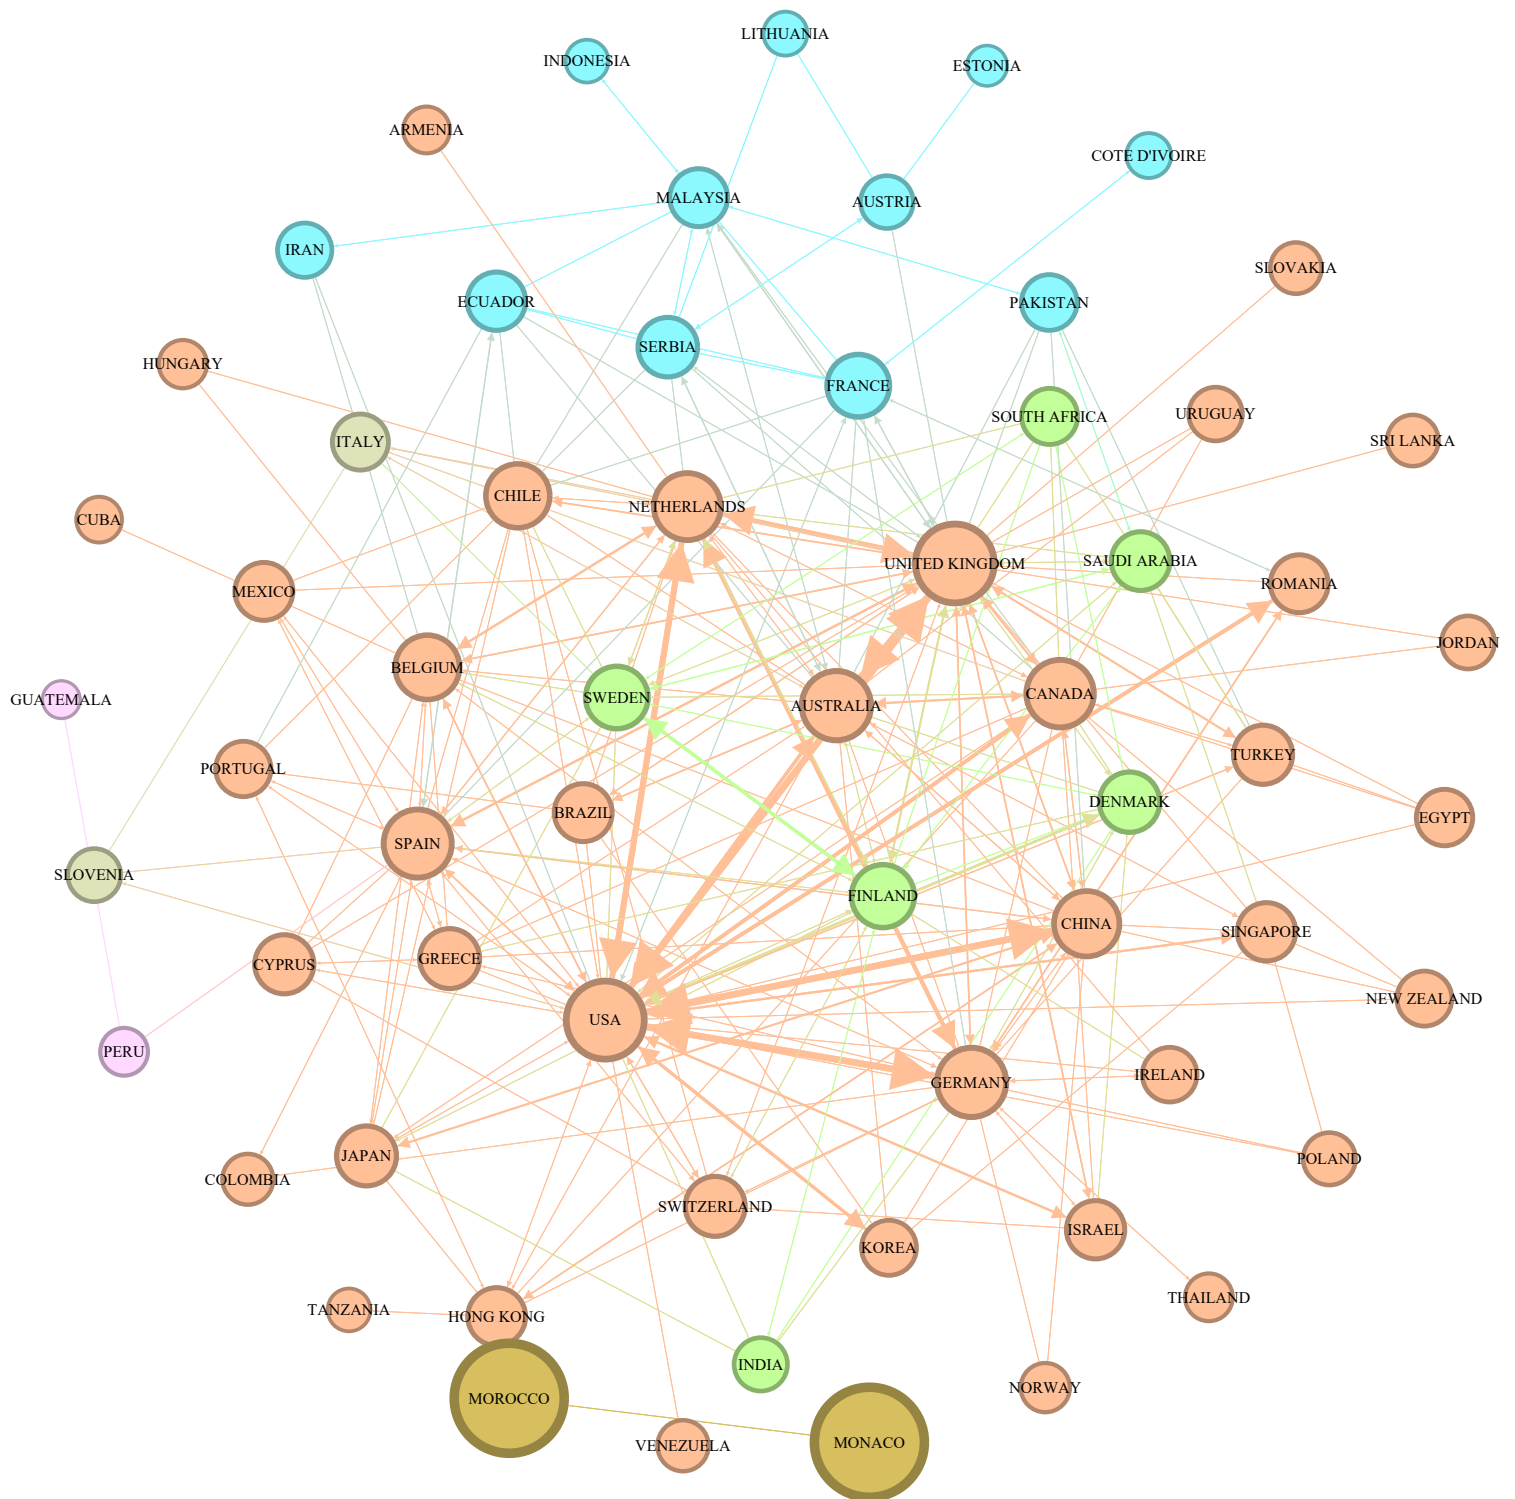 LITHUANIA
INDONESIA
ESTONIA
ARMENIA
COTE D'IVOIRE
MALAYSIA
AUSTRIA
IRAN
SLOVAKIA
ECUADOR
PAKISTAN
SERBIA
HUNGARY
FRANCE
SOUTH AFRICA
URUGUAY
ITALY
SRI LANKA
CHILE
NETHERLANDS
CUBA
UNITED KINGDOM
SAUDI ARABIA
ROMANIA
MEXICO
JORDAN
BELGIUM
CANADA
SWEDEN
GUATEMALA
AUSTRALIA
TURKEY
PORTUGAL
DENMARK
BRAZIL
EGYPT
SPAIN
SLOVENIA
FINLAND
CHINA
SINGAPORE
GREECE
CYPRUS
NEW ZEALAND
USA
PERU
IRELAND
GERMANY
JAPAN
POLAND
COLOMBIA
SWITZERLAND
ISRAEL
KOREA
THAILAND
TANZANIA
HONG KONG
INDIA
NORWAY
MOROCCO
MONACO
VENEZUELA